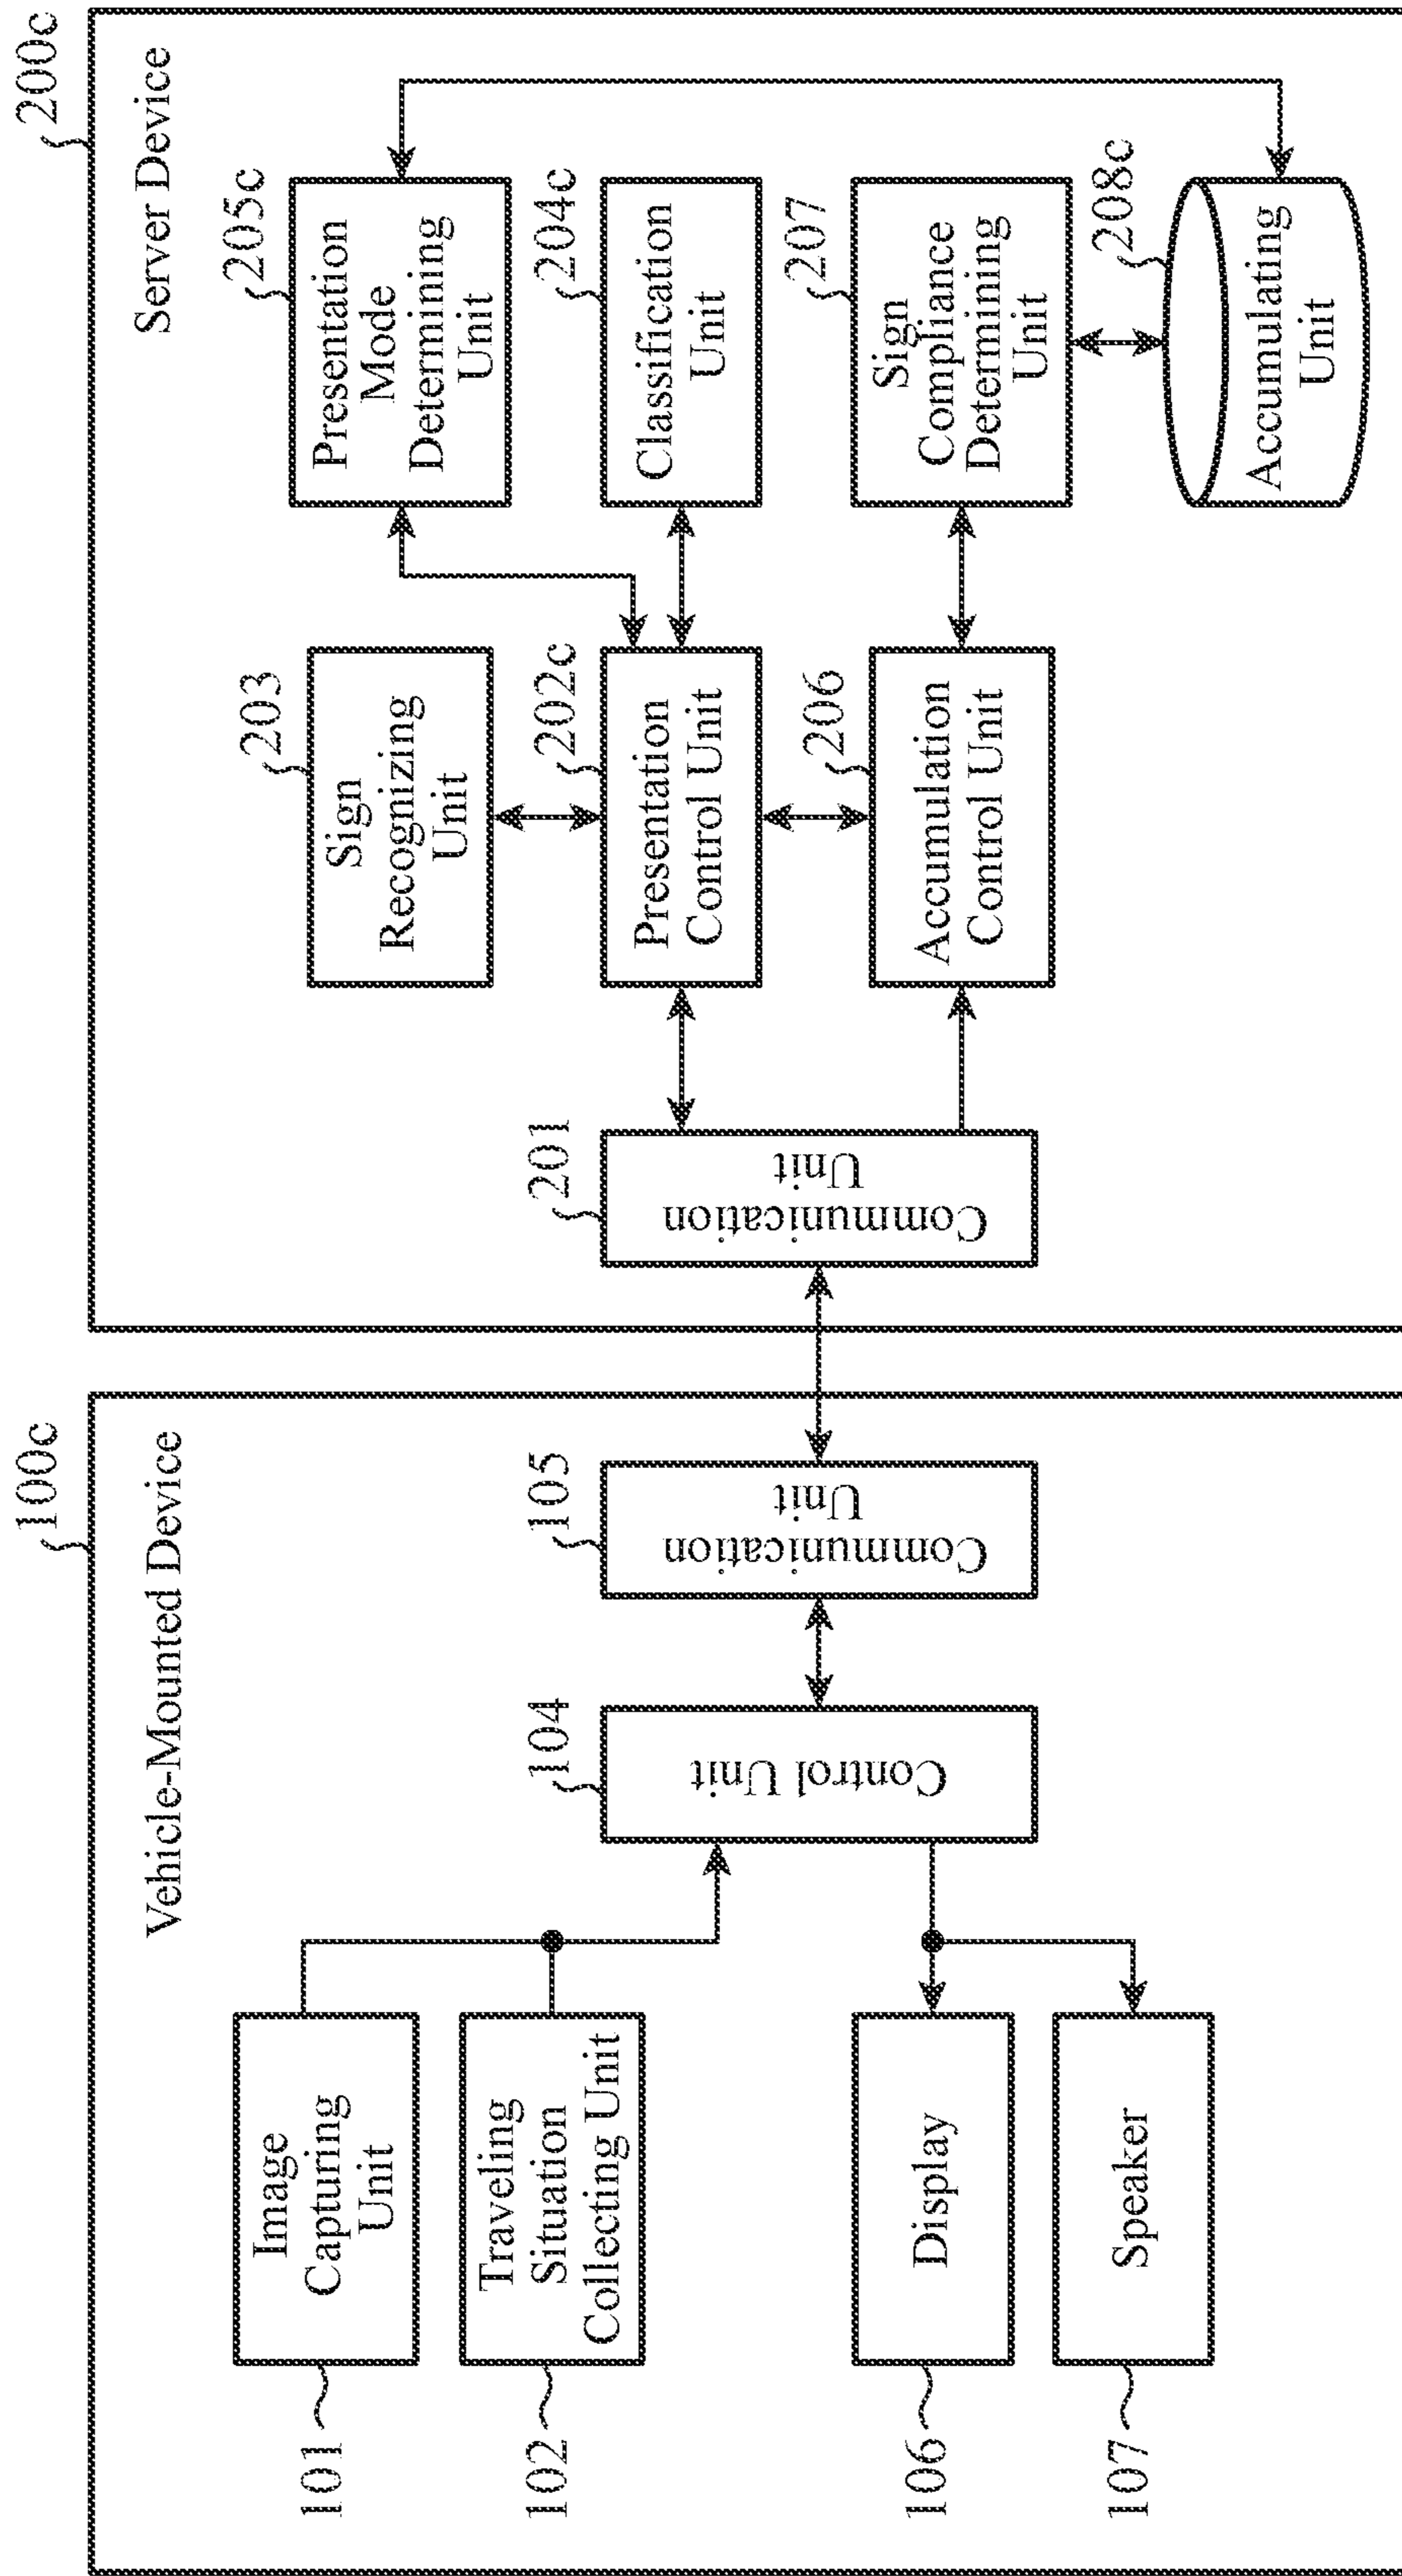 100c
Vehicle-Mounted Device
101
Image
Capturing
Unit
102
Traveling
Situation
Collecting Unit
104
Control Unit
105
Communication
Unit
106
Display
107
Speaker
200c
Server Device
201
Communication
Unit
203
Sign
Recognizing
Unit
205c
Presentation
Mode
Determining
Unit
202c
Presentation
Control Unit
204c
Classification
Unit
206
Accumulation
Control Unit
207
Sign
Compliance
Determining
Unit
208c
Accumulating
Unit